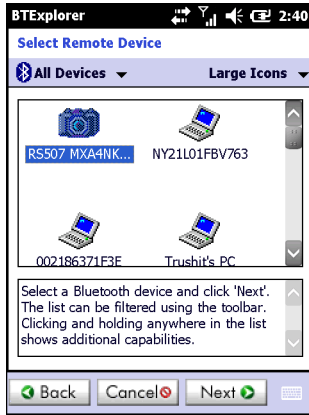 BTExplorer 2:40
Select Remote Device
All Devices Large Icons
RS507 MXA4NK... NY21L01FBV763
002186371F3E Trushit's PC
Select a Bluetooth device and click 'Next'.
The list can be filtered using the toolbar.
Clicking and holding anywhere in the list
shows additional capabilities.
Back Cancel Next